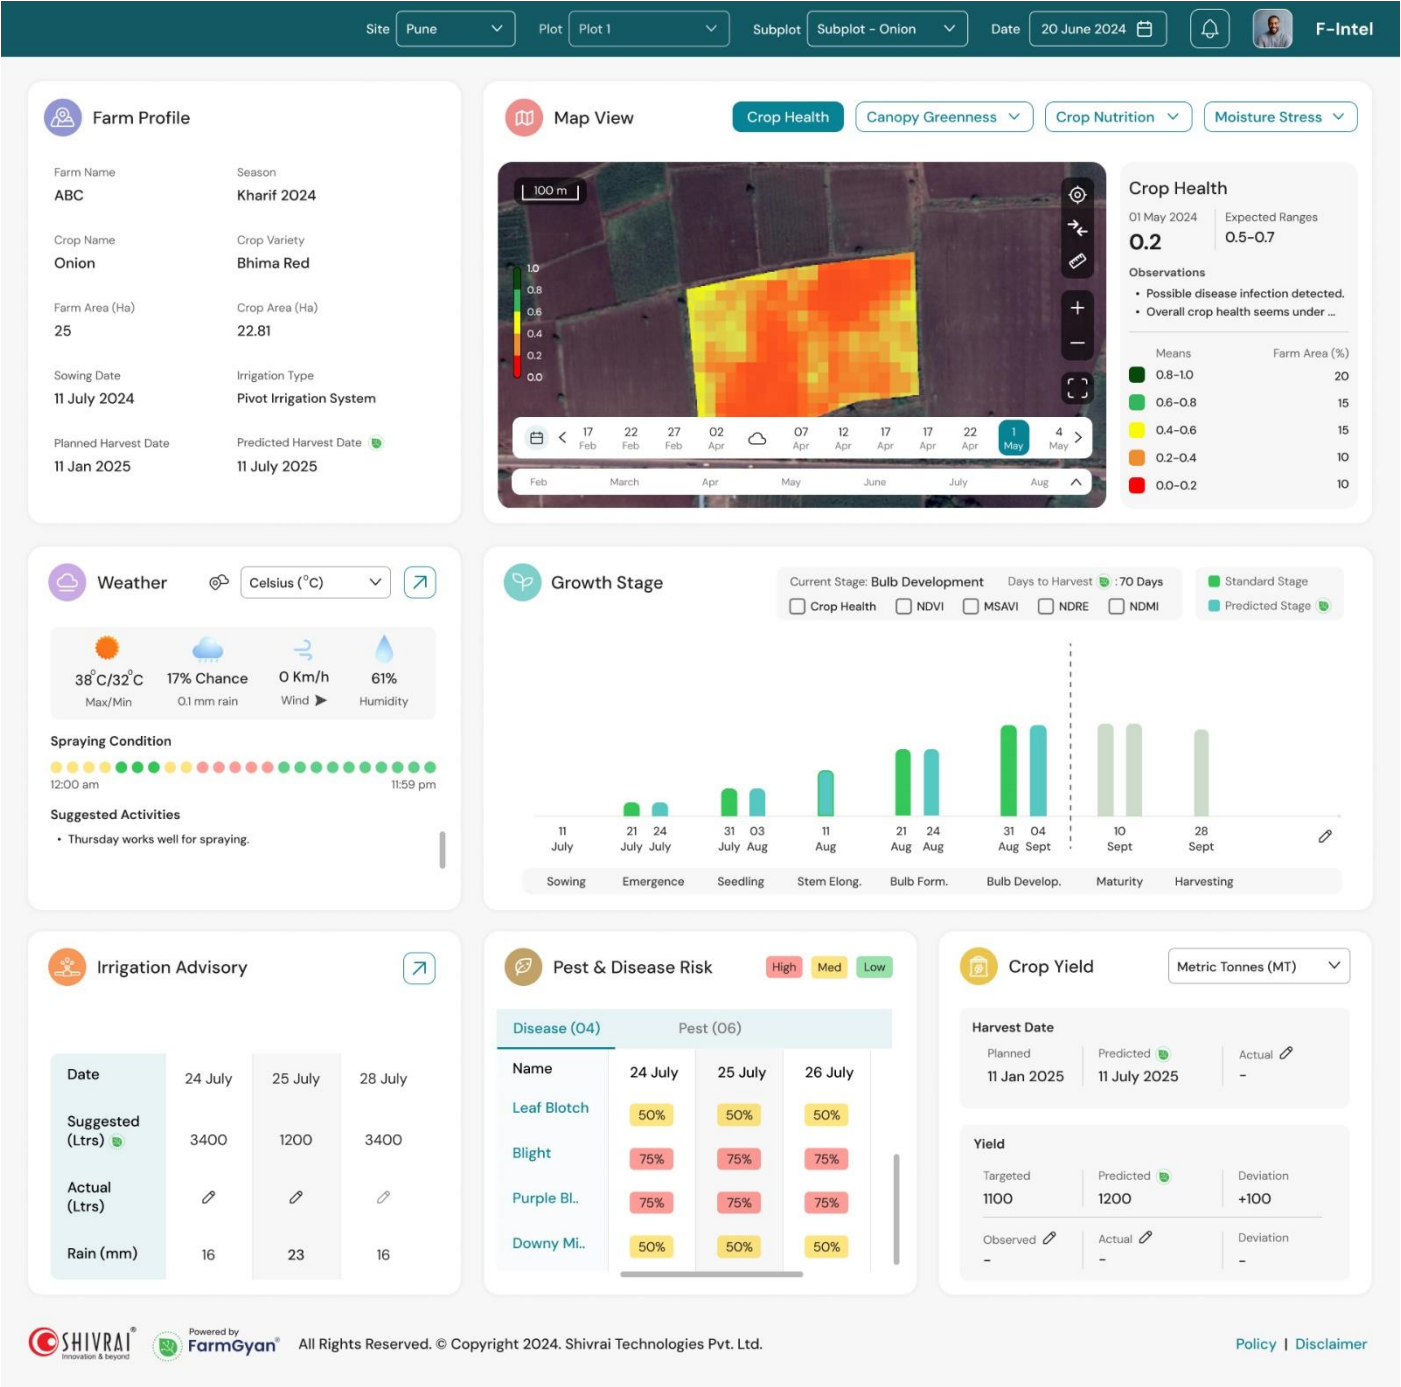 Site Pune Plot Plot 1 Subplot Subplot - Onion Date 20 June 2024 F-Intel
Farm Profile
Farm Name Season
ABC Kharif 2024
Crop Name Crop Variety
Onion Bhima Red
Farm Area (Ha) Crop Area (Ha)
25 22.81
Sowing Date Irrigation Type
11 July 2024 Pivot Irrigation System
Planned Harvest Date Predicted Harvest Date
11 Jan 2025 11 July 2025
Map View Crop Health Canopy Greenness Crop Nutrition Moisture Stress
100 m
1.0
0.8
0.6
0.4
0.2
0.0
17 22 27 02 07 12 17 17 22 1 4
Feb Feb Feb Apr Apr Apr Apr Apr Apr May May
Feb March Apr May June July Aug
Crop Health
01 May 2024 Expected Ranges
0.2 0.5-0.7
Observations
• Possible disease infection detected.
• Overall crop health seems under ...
Means Farm Area (%)
0.8-1.0 20
0.6-0.8 15
0.4-0.6 15
0.2-0.4 10
0.0-0.2 10
Weather Celsius (°C)
38°C/32°C 17% Chance 0 Km/h 61%
Max/Min 0.1 mm rain Wind Humidity
Spraying Condition
12:00 am 11:59 pm
Suggested Activities
• Thursday works well for spraying.
Growth Stage
Current Stage: Bulb Development Days to Harvest : 70 Days
Crop Health NDVI MSAVI NDRE NDMI
Standard Stage
Predicted Stage
11 21 24 31 03 11 21 24 31 04 10 28
July July July July Aug Aug Aug Aug Aug Sept Sept Sept
Sowing Emergence Seedling Stem Elong. Bulb Form. Bulb Develop. Maturity Harvesting
Irrigation Advisory
Date 24 July 25 July 28 July
Suggested
(Ltrs) 3400 1200 3400
Actual
(Ltrs)
Rain (mm) 16 23 16
Pest & Disease Risk High Med Low
Disease (04) Pest (06)
Name 24 July 25 July 26 July
Leaf Blotch 50% 50% 50%
Blight 75% 75% 75%
Purple Bl.. 75% 75% 75%
Downy Mi.. 50% 50% 50%
Crop Yield Metric Tonnes (MT)
Harvest Date
Planned Predicted Actual
11 Jan 2025 11 July 2025 -
Yield
Targeted Predicted Deviation
1100 1200 +100
Observed Actual Deviation
- - -
SHIVRAI®
Innovation & beyond
Powered by
FarmGyan®
All Rights Reserved. © Copyright 2024. Shivrai Technologies Pvt. Ltd.
Policy | Disclaimer